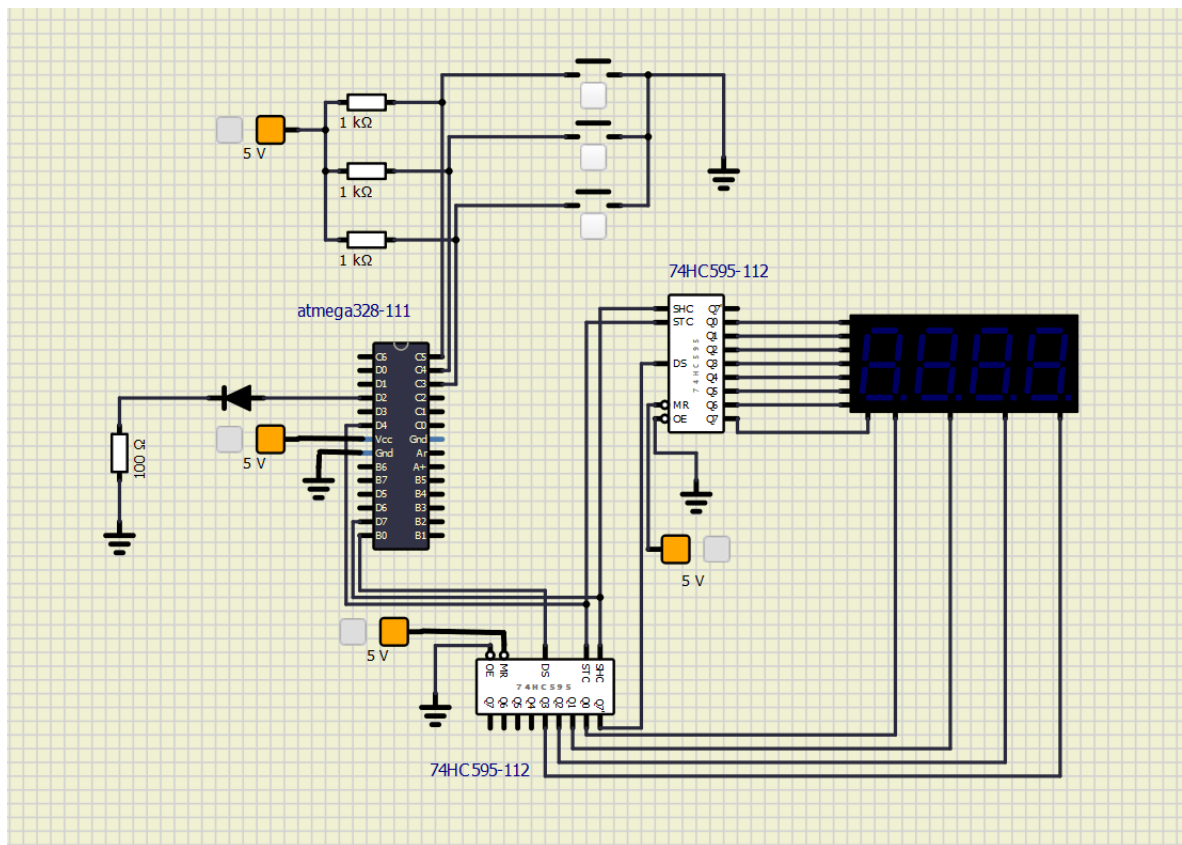 1 kΩ
5 V
1 kΩ
1 kΩ
74HC595-112
atmega328-111
SHC
STC
DS
MR
OE
Q7'
Q0
Q1
Q2
Q3
Q4
Q5
Q6
Q7
74HC595
C6
D0
D1
D2
D3
D4
Vcc
Gnd
B6
B7
D5
D6
D7
B0
C5
C4
C3
C2
C1
C0
Gnd
Ar
A+
B5
B4
B3
B2
B1
100 Ω
5 V
5 V
5 V
OE
MR
DS
STC
SHC
74HC595
Q7
Q6
Q5
Q4
Q3
Q2
Q1
Q0
Q7'
74HC595-112